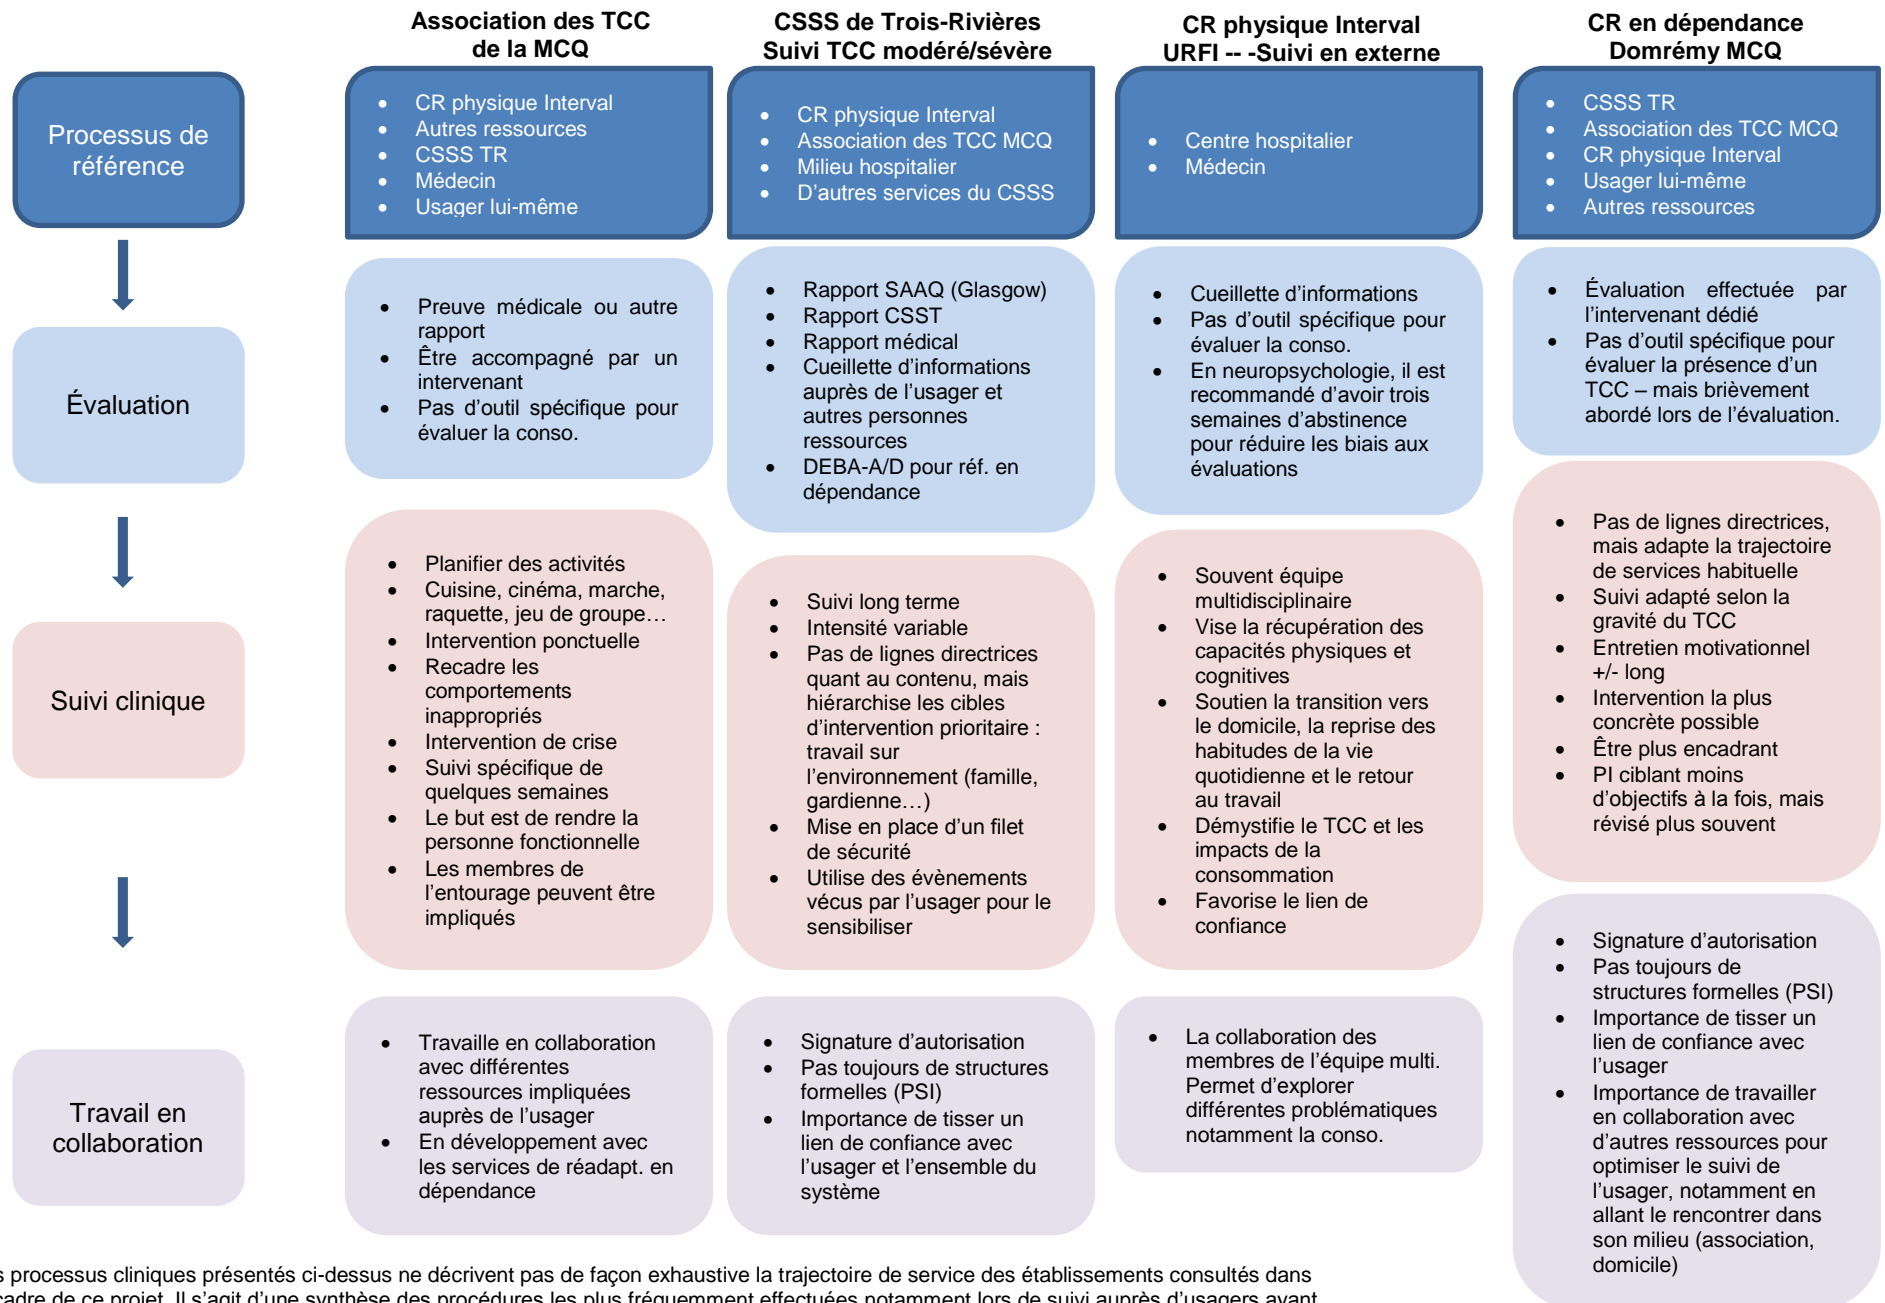 Association des TCC
de la MCQ
CSSS de Trois-Rivières
Suivi TCC modéré/sévère
CR physique Interval
URFI -- -Suivi en externe
CR en dépendance
Domrémy MCQ
Processus de
référence
• CR physique Interval
• Autres ressources
• CSSS TR
• Médecin
• Usager lui-même
• CR physique Interval
• Association des TCC MCQ
• Milieu hospitalier
• D'autres services du CSSS
• Centre hospitalier
• Médecin
• CSSS TR
• Association des TCC MCQ
• CR physique Interval
• Usager lui-même
• Autres ressources
Évaluation
• Preuve médicale ou autre
rapport
• Être accompagné par un
intervenant
• Pas d'outil spécifique pour
évaluer la conso.
• Rapport SAAQ (Glasgow)
• Rapport CSST
• Rapport médical
• Cueillette d'informations
auprès de l'usager et
autres personnes
ressources
• DEBA-A/D pour réf. en
dépendance
• Cueillette d'informations
• Pas d'outil spécifique pour
évaluer la conso.
• En neuropsychologie, il est
recommandé d'avoir trois
semaines d'abstinence
pour réduire les biais aux
évaluations
• Évaluation effectuée par
l'intervenant dédié
• Pas d'outil spécifique pour
évaluer la présence d'un
TCC – mais brièvement
abordé lors de l'évaluation.
Suivi clinique
• Planifier des activités
• Cuisine, cinéma, marche,
raquette, jeu de groupe…
• Intervention ponctuelle
• Recadre les
comportements
inappropriés
• Intervention de crise
• Suivi spécifique de
quelques semaines
• Le but est de rendre la
personne fonctionnelle
• Les membres de
l'entourage peuvent être
impliqués
• Suivi long terme
• Intensité variable
• Pas de lignes directrices
quant au contenu, mais
hiérarchise les cibles
d'intervention prioritaire :
travail sur
l'environnement (famille,
gardienne…)
• Mise en place d'un filet
de sécurité
• Utilise des évènements
vécus par l'usager pour le
sensibiliser
• Souvent équipe
multidisciplinaire
• Vise la récupération des
capacités physiques et
cognitives
• Soutien la transition vers
le domicile, la reprise des
habitudes de la vie
quotidienne et le retour
au travail
• Démystifie le TCC et les
impacts de la
consommation
• Favorise le lien de
confiance
• Pas de lignes directrices,
mais adapte la trajectoire
de services habituelle
• Suivi adapté selon la
gravité du TCC
• Entretien motivationnel
+/- long
• Intervention la plus
concrète possible
• Être plus encadrant
• PI ciblant moins
d'objectifs à la fois, mais
révisé plus souvent
Travail en
collaboration
• Travaille en collaboration
avec différentes
ressources impliquées
auprès de l'usager
• En développement avec
les services de réadapt. en
dépendance
• Signature d'autorisation
• Pas toujours de structures
formelles (PSI)
• Importance de tisser un
lien de confiance avec
l'usager et l'ensemble du
système
• La collaboration des
membres de l'équipe multi.
Permet d'explorer
différentes problématiques
notamment la conso.
• Signature d'autorisation
• Pas toujours de
structures formelles (PSI)
• Importance de tisser un
lien de confiance avec
l'usager
• Importance de travailler
en collaboration avec
d'autres ressources pour
optimiser le suivi de
l'usager, notamment en
allant le rencontrer dans
son milieu (association,
domicile)
s processus cliniques présentés ci-dessus ne décrivent pas de façon exhaustive la trajectoire de service des établissements consultés dans
cadre de ce projet. Il s'agit d'une synthèse des procédures les plus fréquemment effectuées notamment lors de suivi auprès d'usagers ayant